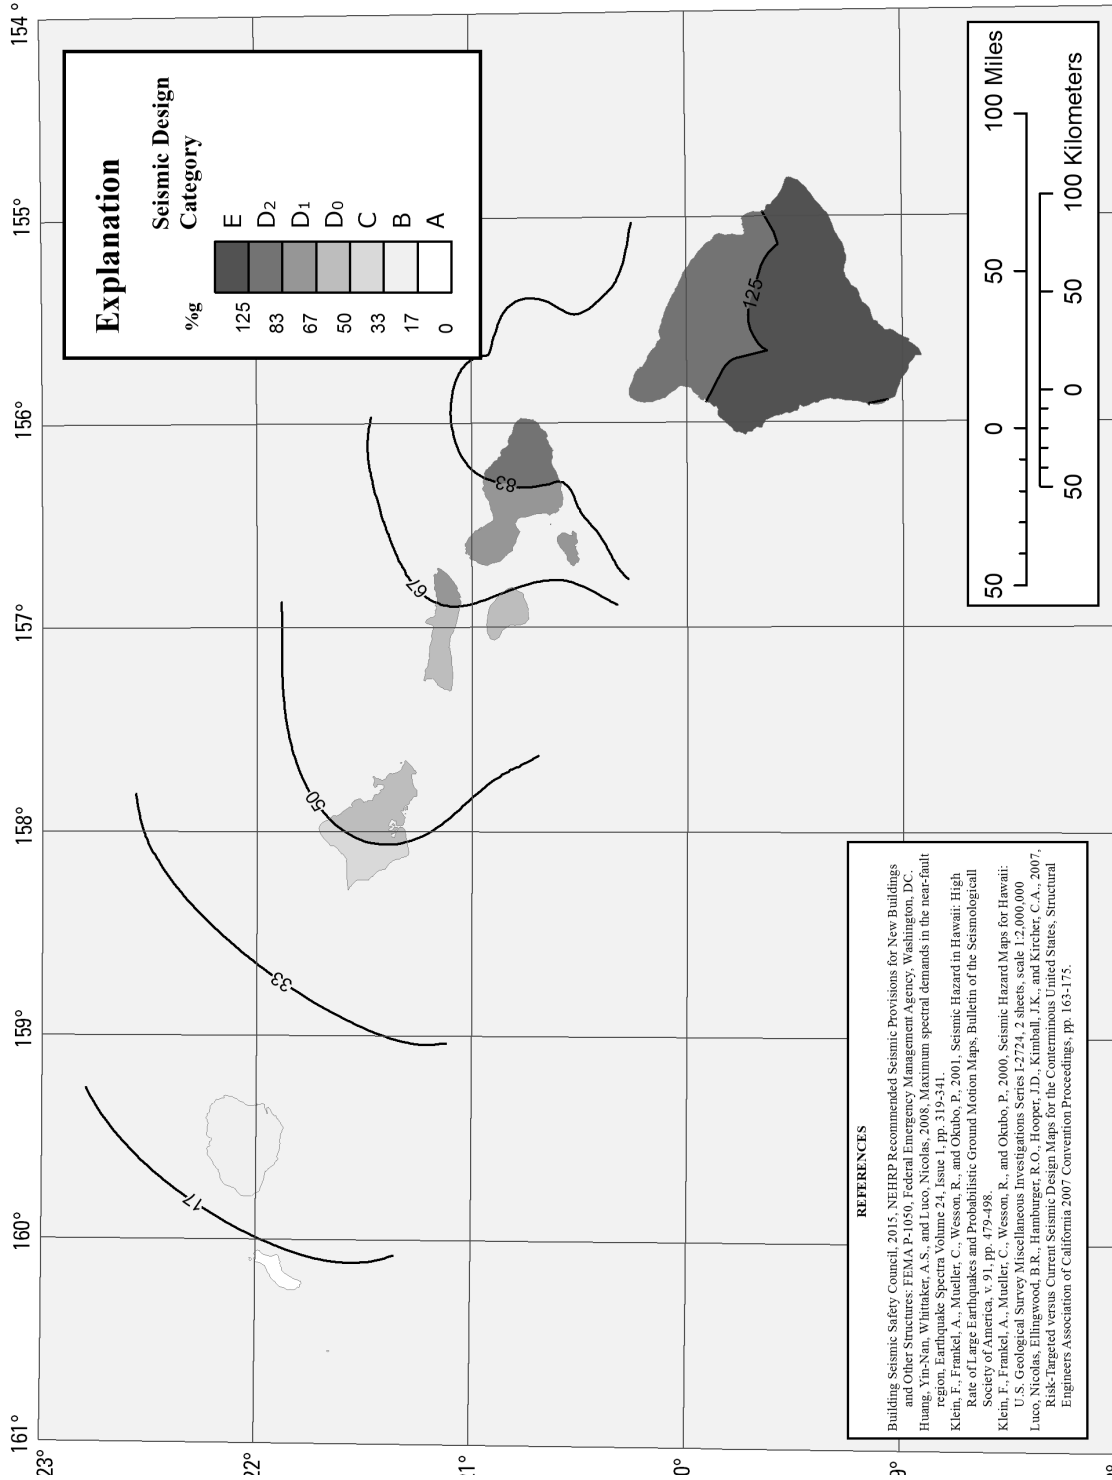 161°
160°
159°
158°
157°
156°
155°
154°
23°
22°
21
Explanation
%g
Seismic Design
Category
125
E
83
D2
67
D1
50
D0
33
C
17
B
0
A
17
33
50
67
83
125
50
0
50
100 Miles
50
0
50
100 Kilometers
REFERENCES
Building Seismic Safety Council, 2015, NEHRP Recommended Seismic Provisions for New Buildings
and Other Structures: FEMA P-1050, Federal Emergency Management Agency, Washington, DC.
Huang, Yin-Nan, Whittaker, A.S., and Luco, Nicolas, 2008, Maximum spectral demands in the near-fault
region, Earthquake Spectra Volume 24, Issue 1, pp. 319-341.
Klein, F., Frankel, A., Mueller, C., Wesson, R., and Okubo, P., 2001, Seismic Hazard in Hawaii: High
Rate of Large Earthquakes and Probabilistic Ground Motion Maps, Bulletin of the Seismologicall
Society of America, v. 91, pp. 479-498.
Klein, F., Frankel, A., Mueller, C., Wesson, R., and Okubo, P., 2000, Seismic Hazard Maps for Hawaii:
U.S. Geological Survey Miscellaneous Investigations Series I-2724, 2 sheets, scale 1:2,000,000
Luco, Nicolas, Ellingwood, B.R., Hamburger, R.O., Hooper, J.D., Kimball, J.K., and Kircher, C.A., 2007,
Risk-Targeted versus Current Seismic Design Maps for the Conterminous United States, Structural
Engineers Association of California 2007 Convention Proceedings, pp. 163-175.